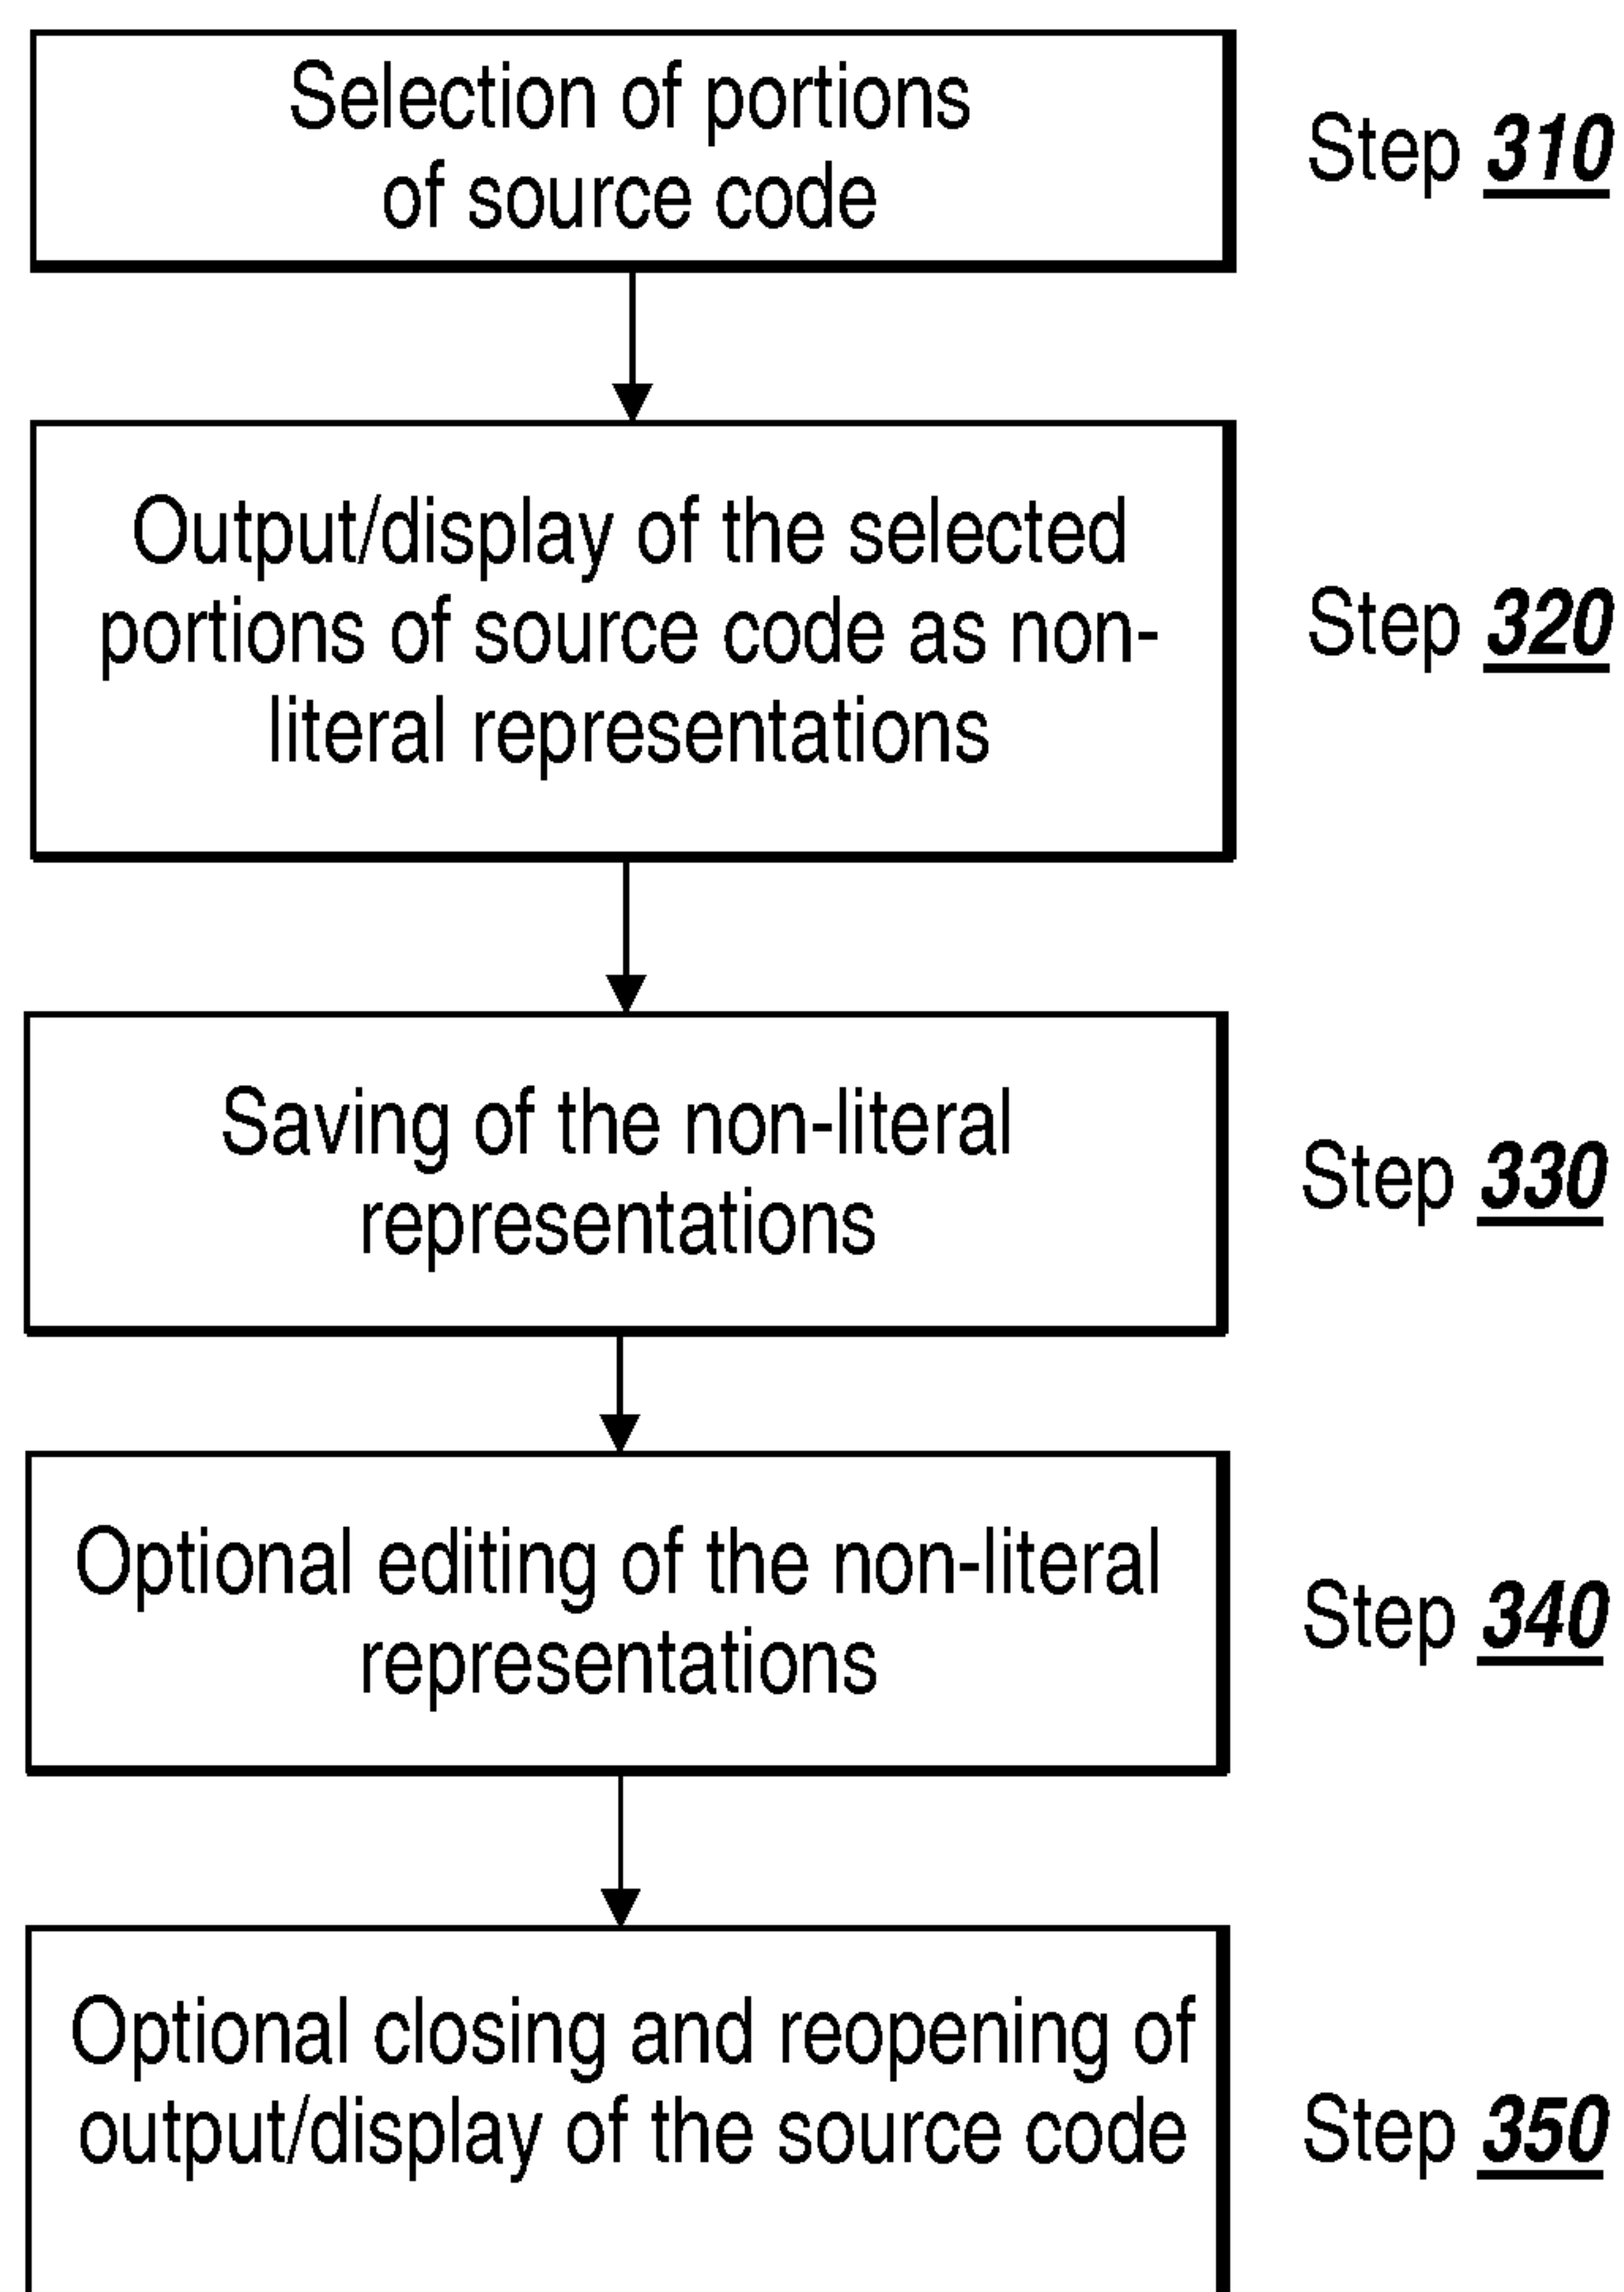 Selection of portions
of source code
Step 310
Output/display of the selected
portions of source code as non-
literal representations
Step 320
Saving of the non-literal
representations
Step 330
Optional editing of the non-literal
representations
Step 340
Optional closing and reopening of
output/display of the source code
Step 350